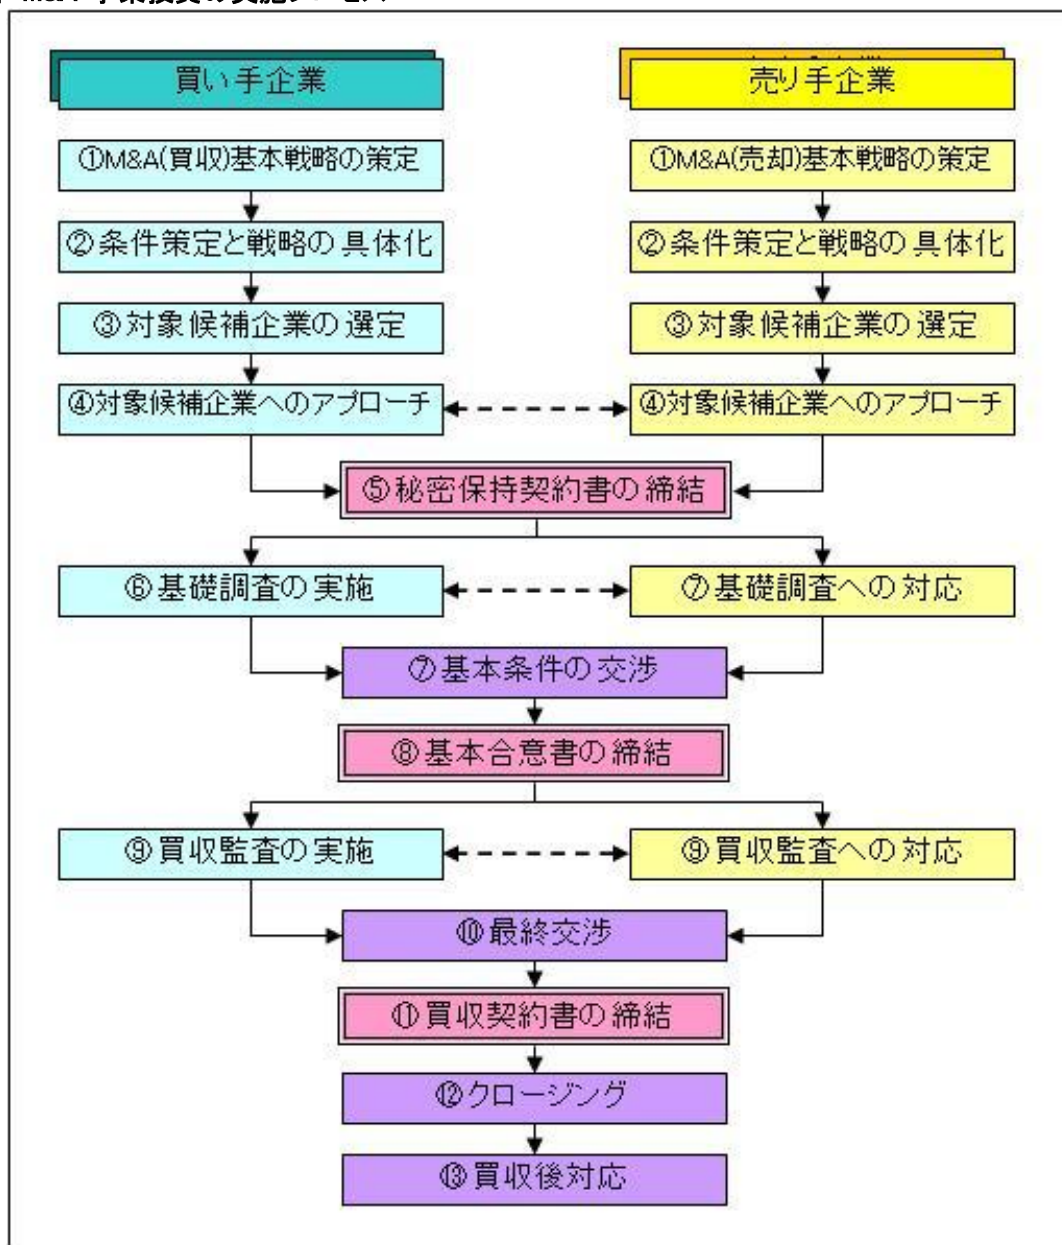 買い手企業
売り手企業
①M&A(買収)基本戦略の策定
①M&A(売却)基本戦略の策定
②条件策定と戦略の具体化
②条件策定と戦略の具体化
③対象候補企業の選定
③対象候補企業の選定
④対象候補企業へのアプローチ
④対象候補企業へのアプローチ
⑤秘密保持契約書の締結
⑥基礎調査の実施
⑦基礎調査への対応
⑦基本条件の交渉
⑧基本合意書の締結
⑨買収監査の実施
⑨買収監査への対応
⑩最終交渉
⑪買収契約書の締結
⑫クロージング
⑬買収後対応